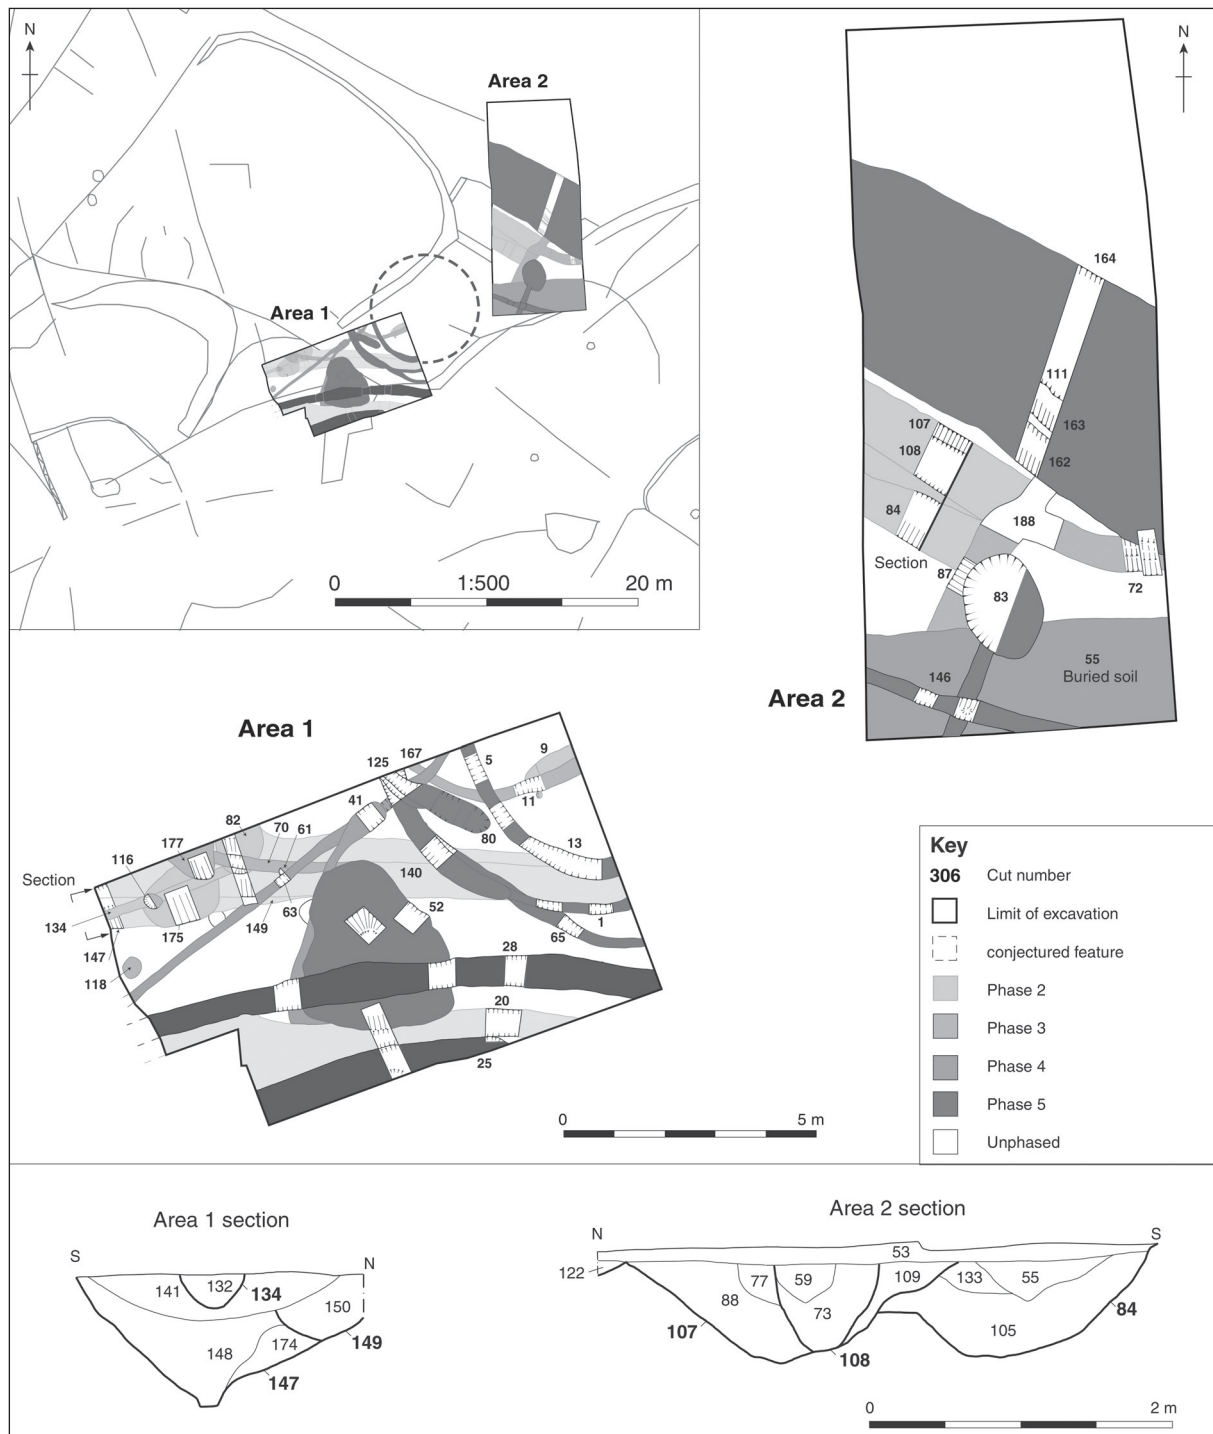 N
Area 2
Area 1
0
1:500
20 m
N
164
111
163
107
108
162
84
188
Section
87
83
72
55
Buried soil
146
Area 2
Area 1
125
167
5
9
41
11
82
70
61
80
13
177
116
140
Section
52
134
63
149
1
175
65
147
28
118
20
25
0
5 m
Key
306 Cut number
Limit of excavation
conjectured feature
Phase 2
Phase 3
Phase 4
Phase 5
Unphased
Area 1 section
S
N
141
132
134
150
148
174
149
147
Area 2 section
N
S
53
122
77
59
109
133
55
88
73
84
107
105
108
0
2 m